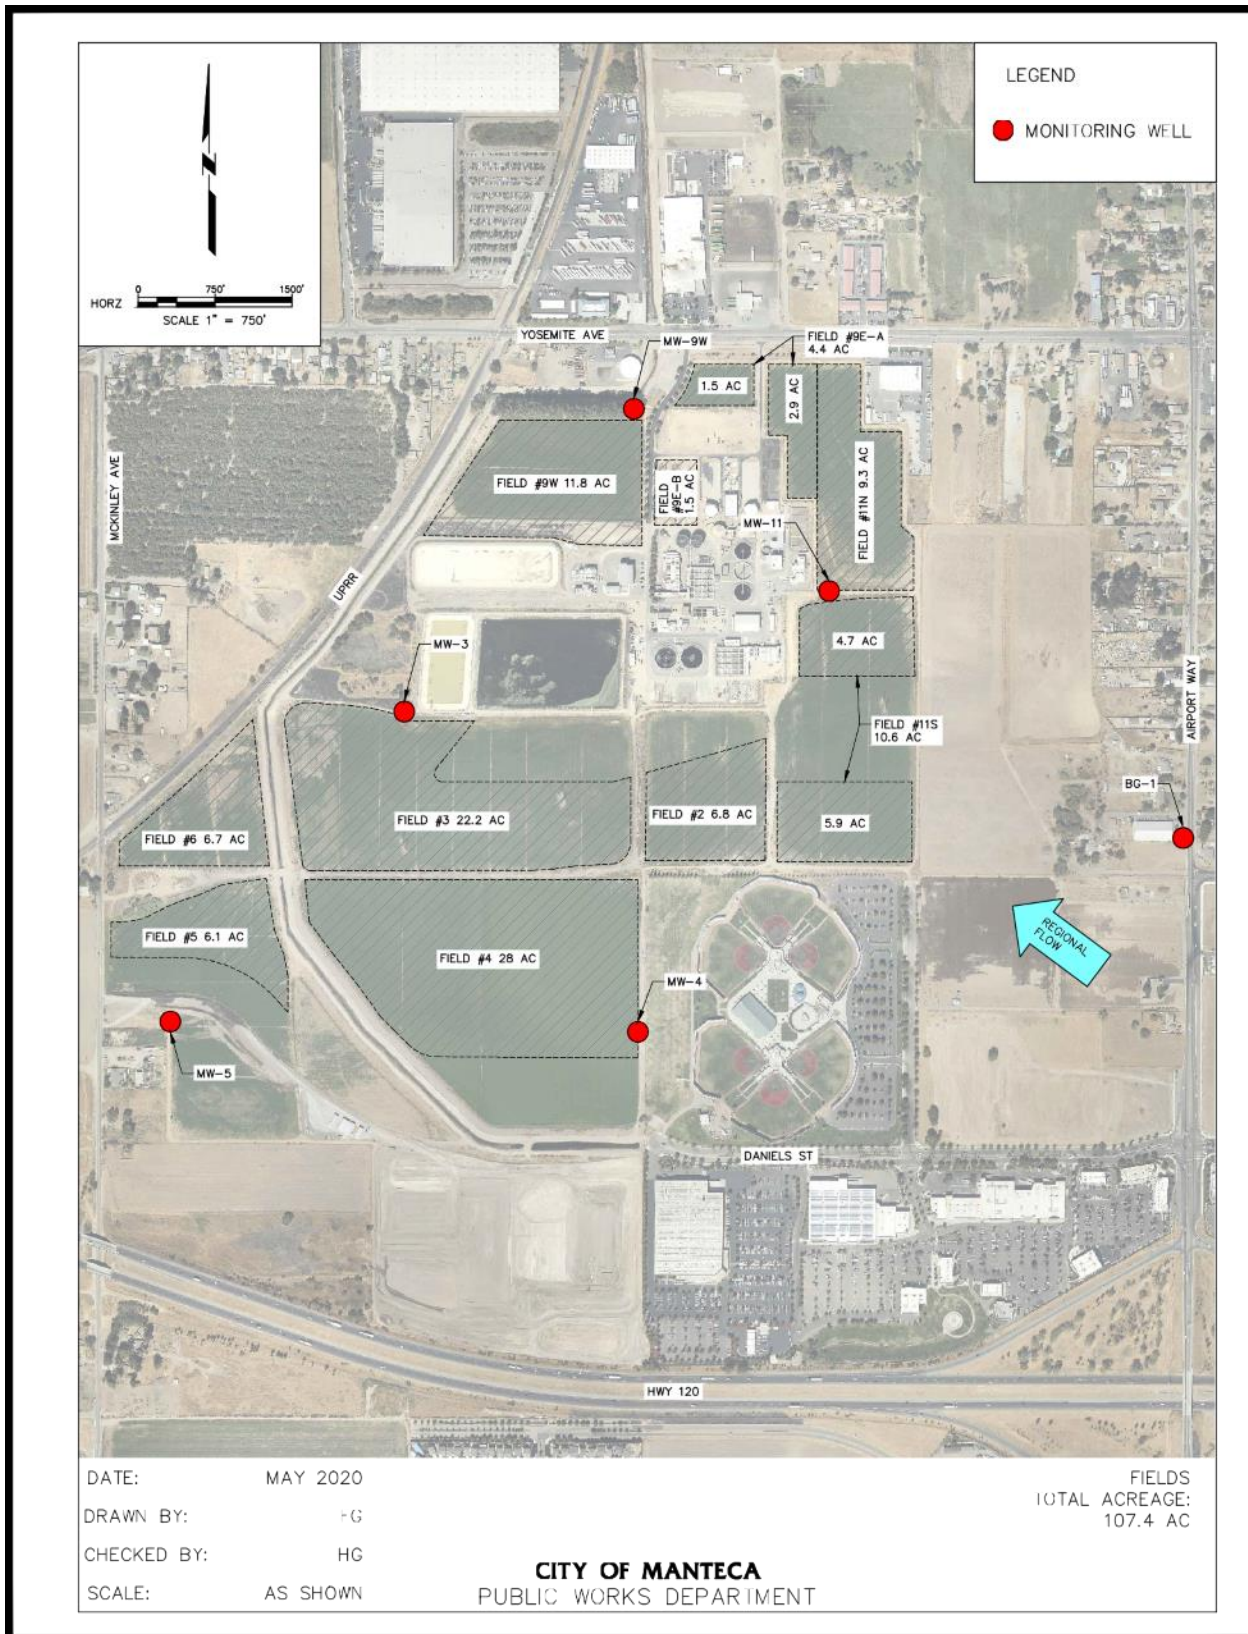 LEGEND
MONITORING WELL
HORZ
0 750' 1500'
SCALE 1" = 750'
YOSEMITE AVE
MW-9W
FIELD #9E-A
4.4 AC
1.5 AC
2.9 AC
MCKINLEY AVE
FIELD #9W 11.8 AC
FIELD
#9E-B
1.5 AC
FIELD #11N 9.3 AC
MW-11
UPRR
4.7 AC
MW-3
AIRPORT WAY
FIELD #11S
10.6 AC
BG-1
FIELD #3 22.2 AC
FIELD #2 6.8 AC
5.9 AC
FIELD #6 6.7 AC
REGIONAL
FLOW
FIELD #5 6.1 AC
FIELD #4 28 AC
MW-4
MW-5
DANIELS ST
HWY 120
DATE: MAY 2020
DRAWN BY: FG
CHECKED BY: HG
SCALE: AS SHOWN
FIELDS
TOTAL ACREAGE:
107.4 AC
CITY OF MANTECA
PUBLIC WORKS DEPARTMENT